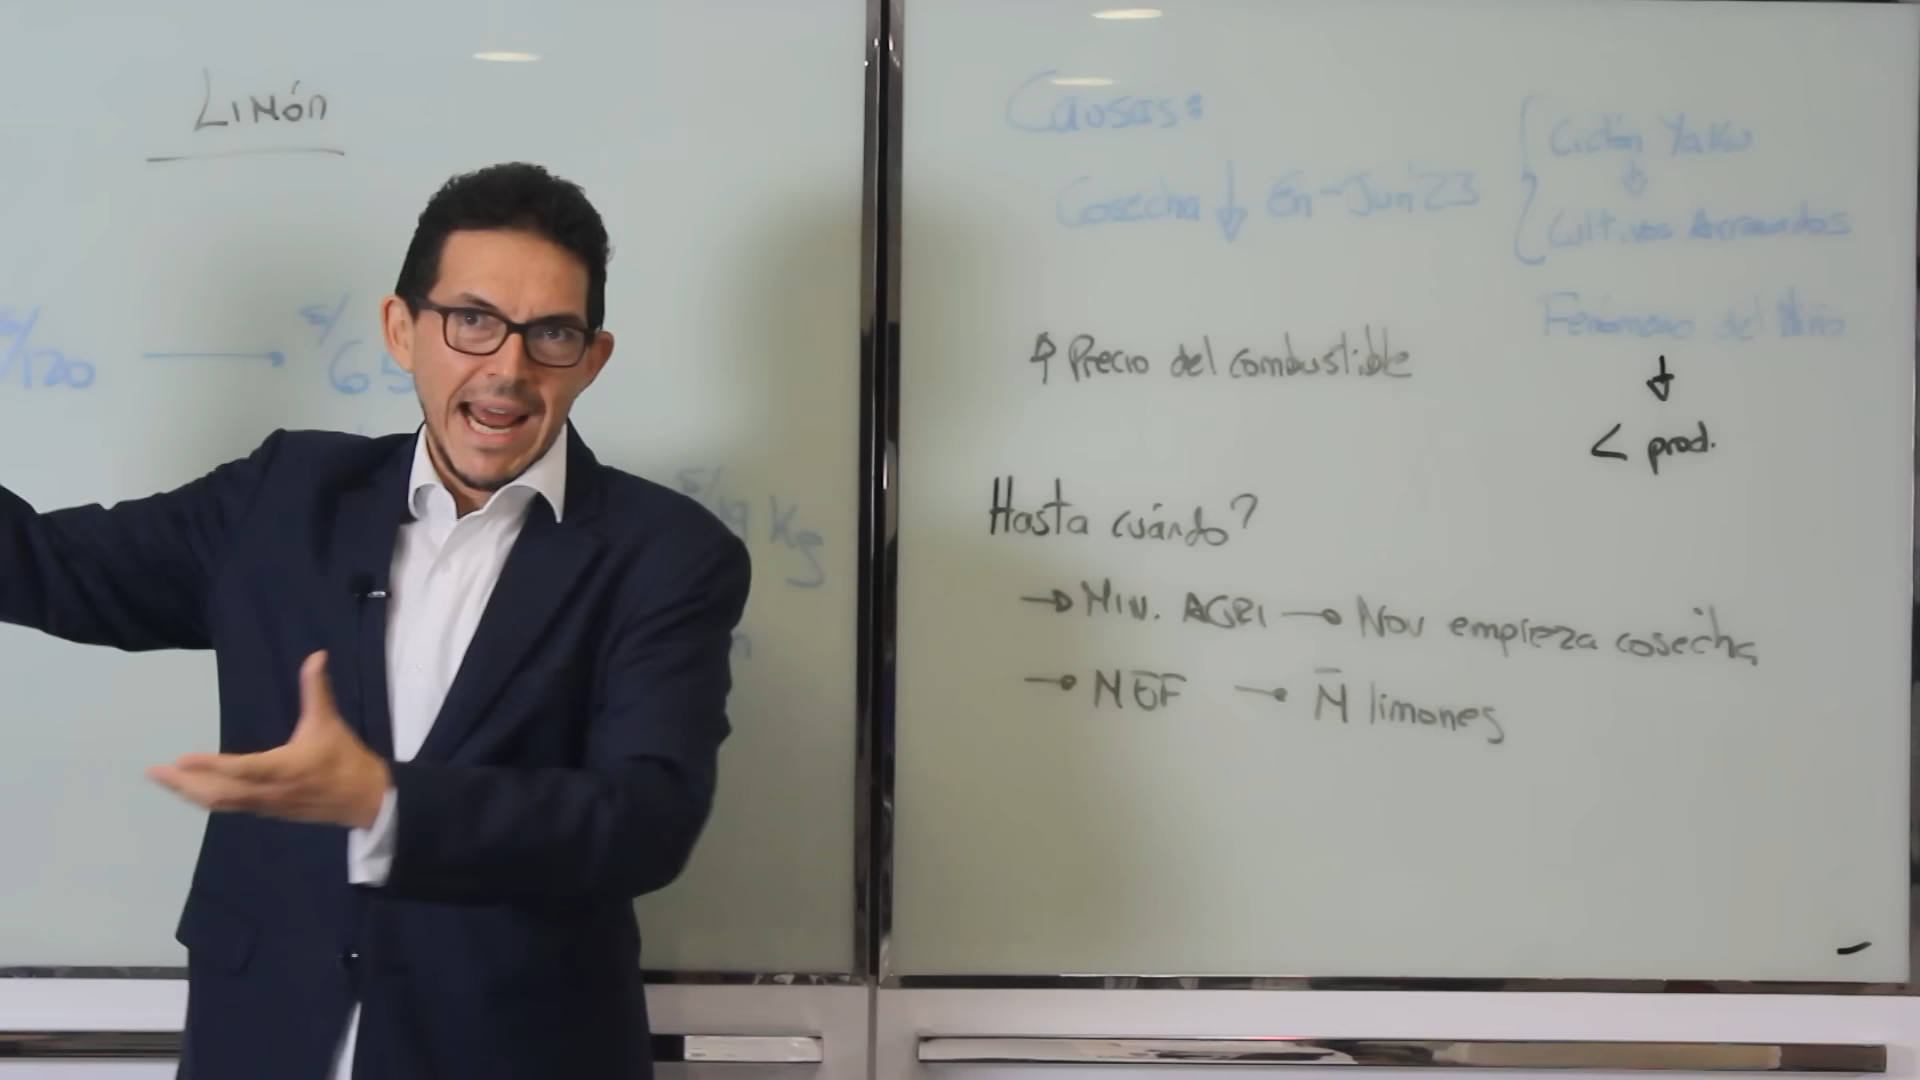 LIMÓN
S/120 → S/65
S/ Kg
Causas:
Cosecha ↓ En-Jun'23
Ciclón Yaku
↓
Cultivos Arrasados
Fenómeno del Niño
↓
< prod.
↑ Precio del combustible
Hasta cuándo?
→ MIN. AGRI → Nov empieza cosecha
→ MEF → M limones